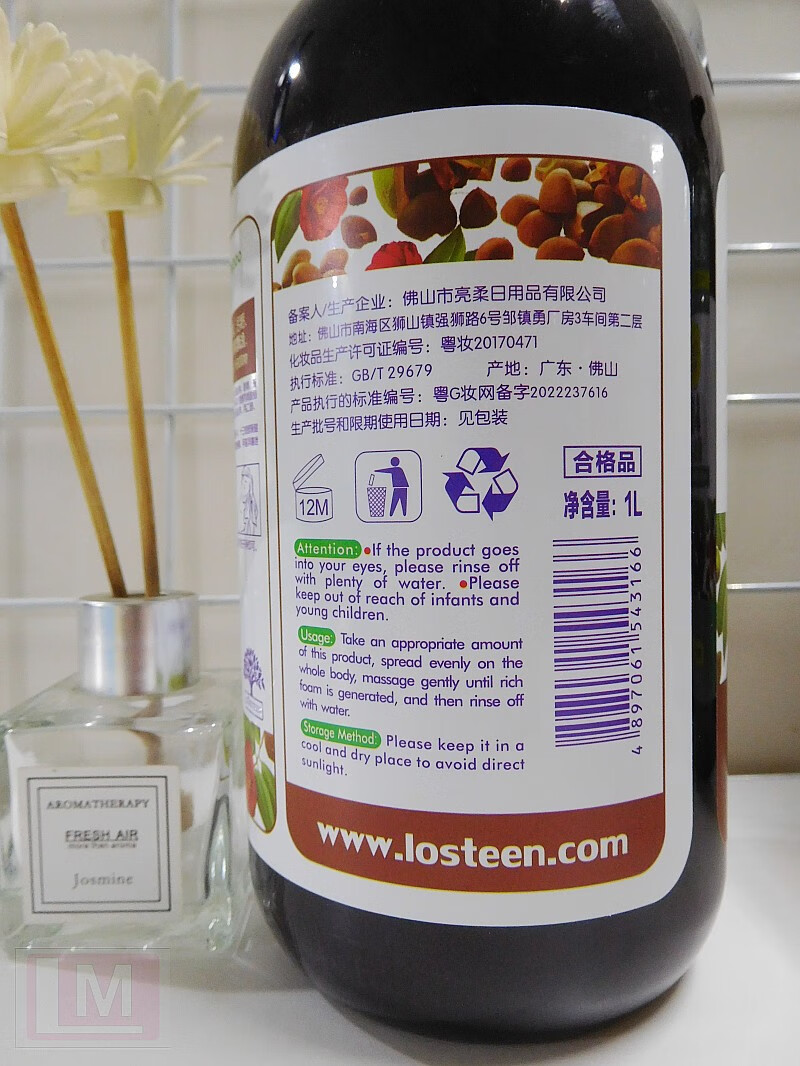 备案人/生产企业：佛山市亮柔日用品有限公司
地址：佛山市南海区狮山镇强狮路6号邹镇勇厂房3车间第二层
化妆品生产许可证编号：粤妆20170471
执行标准：GB/T 29679 产地：广东·佛山
产品执行的标准编号：粤G妆网备字2022237616
生产批号和限期使用日期：见包装
12M
合格品
净含量：1L
Attention: •If the product goes
into your eyes, please rinse off
with plenty of water. •Please
keep out of reach of infants and
young children.
Usage: Take an appropriate amount
of this product, spread evenly on the
whole body, massage gently until rich
foam is generated, and then rinse off
with water.
Storage Method: Please keep it in a
cool and dry place to avoid direct
sunlight.
4 897061 543166
www.losteen.com
AROMATHERAPY
FRESH AIR
more than aroma
Josmine
LM